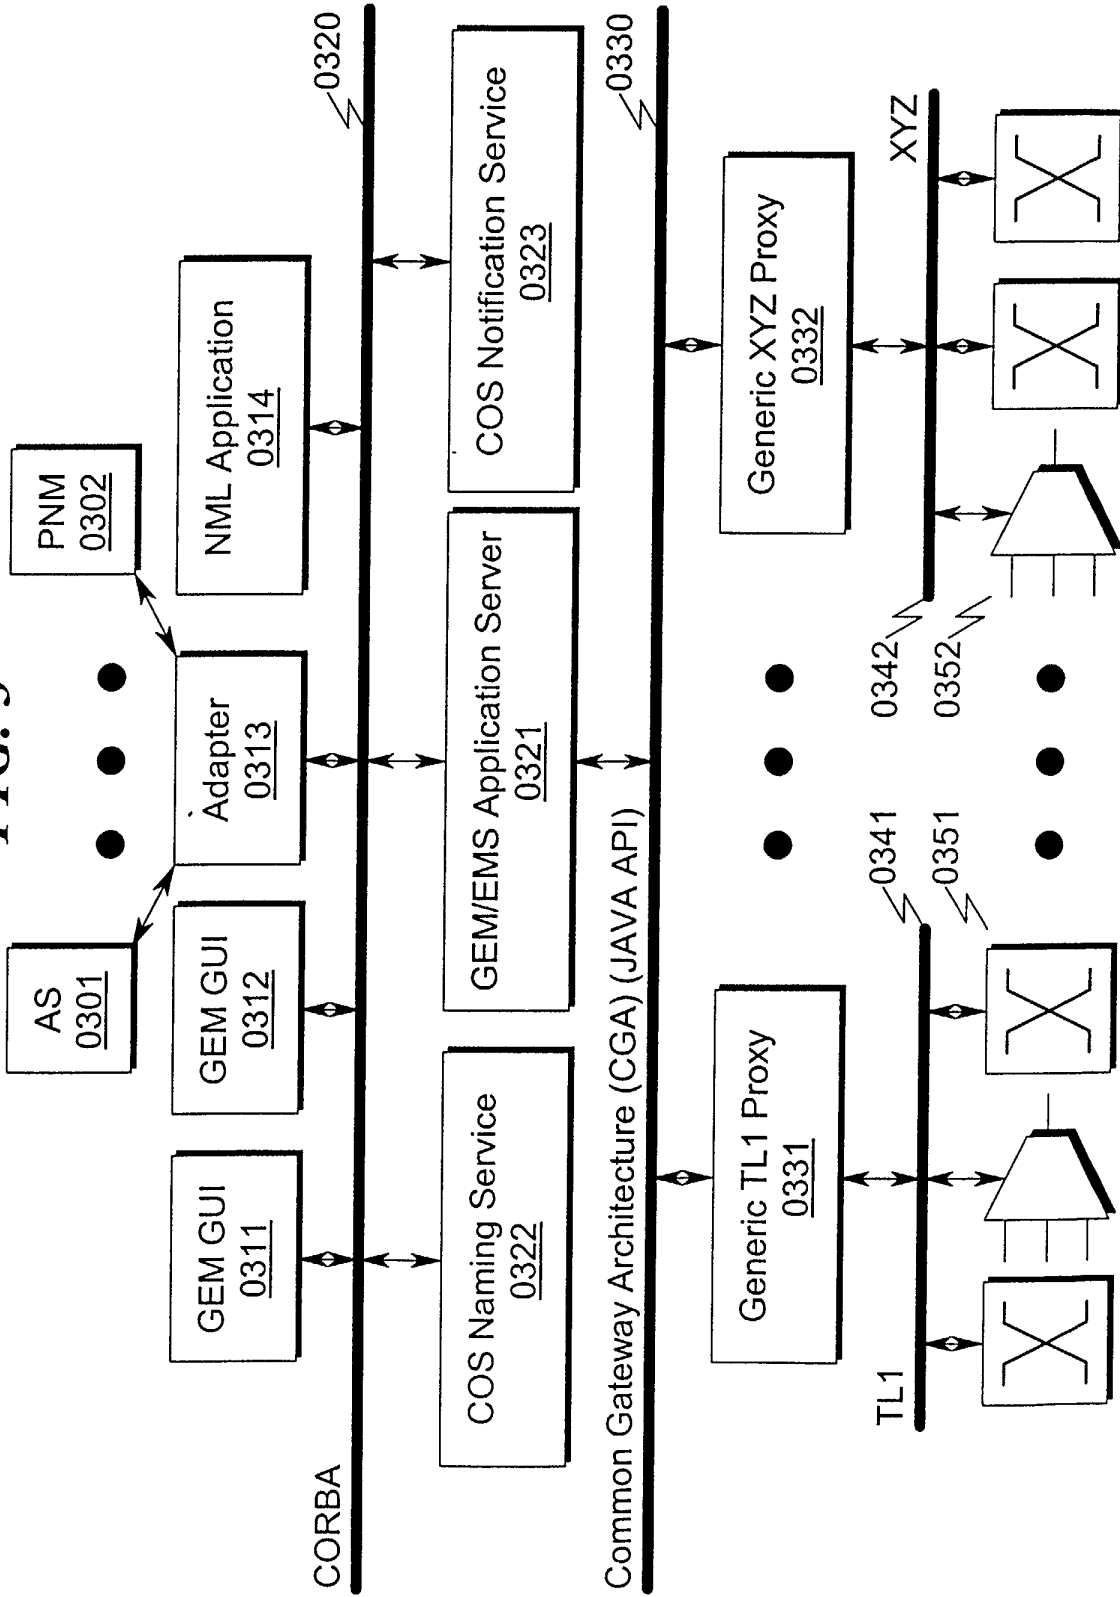 AS
0301
PNM
0302
GEM GUI
0311
GEM GUI
0312
Adapter
0313
NML Application
0314
CORBA
0320
COS Naming Service
0322
GEM/EMS Application Server
0321
COS Notification Service
0323
Common Gateway Architecture (CGA) (JAVA API)
0330
Generic TL1 Proxy
0331
Generic XYZ Proxy
0332
TL1
0341
0342
XYZ
0351
0352